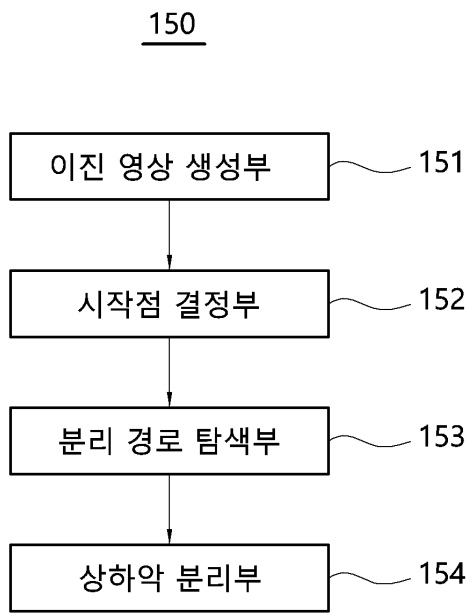 150
이진 영상 생성부
151
시작점 결정부
152
분리 경로 탐색부
153
상하악 분리부
154